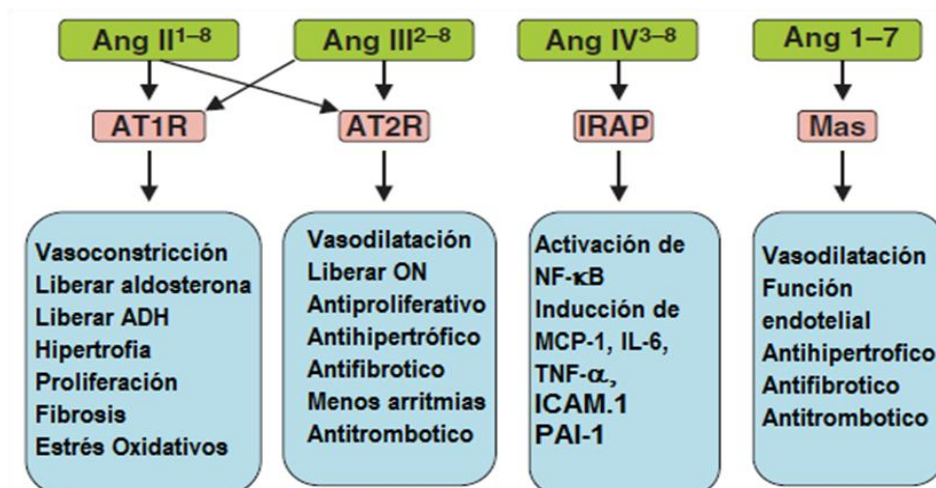 Ang II¹⁻⁸
Ang III²⁻⁸
Ang IV³⁻⁸
Ang 1–7
AT1R
AT2R
IRAP
Mas
Vasoconstricción
Liberar aldosterona
Liberar ADH
Hipertrofia
Proliferación
Fibrosis
Estrés Oxidativos
Vasodilatación
Liberar ON
Antiproliferativo
Antihipertrófico
Antifibrotico
Menos arritmias
Antitrombotico
Activación de
NF-κB
Inducción de
MCP-1, IL-6,
TNF-α,
ICAM.1
PAI-1
Vasodilatación
Función
endotelial
Antihipertrofico
Antifibrotico
Antitrombotico